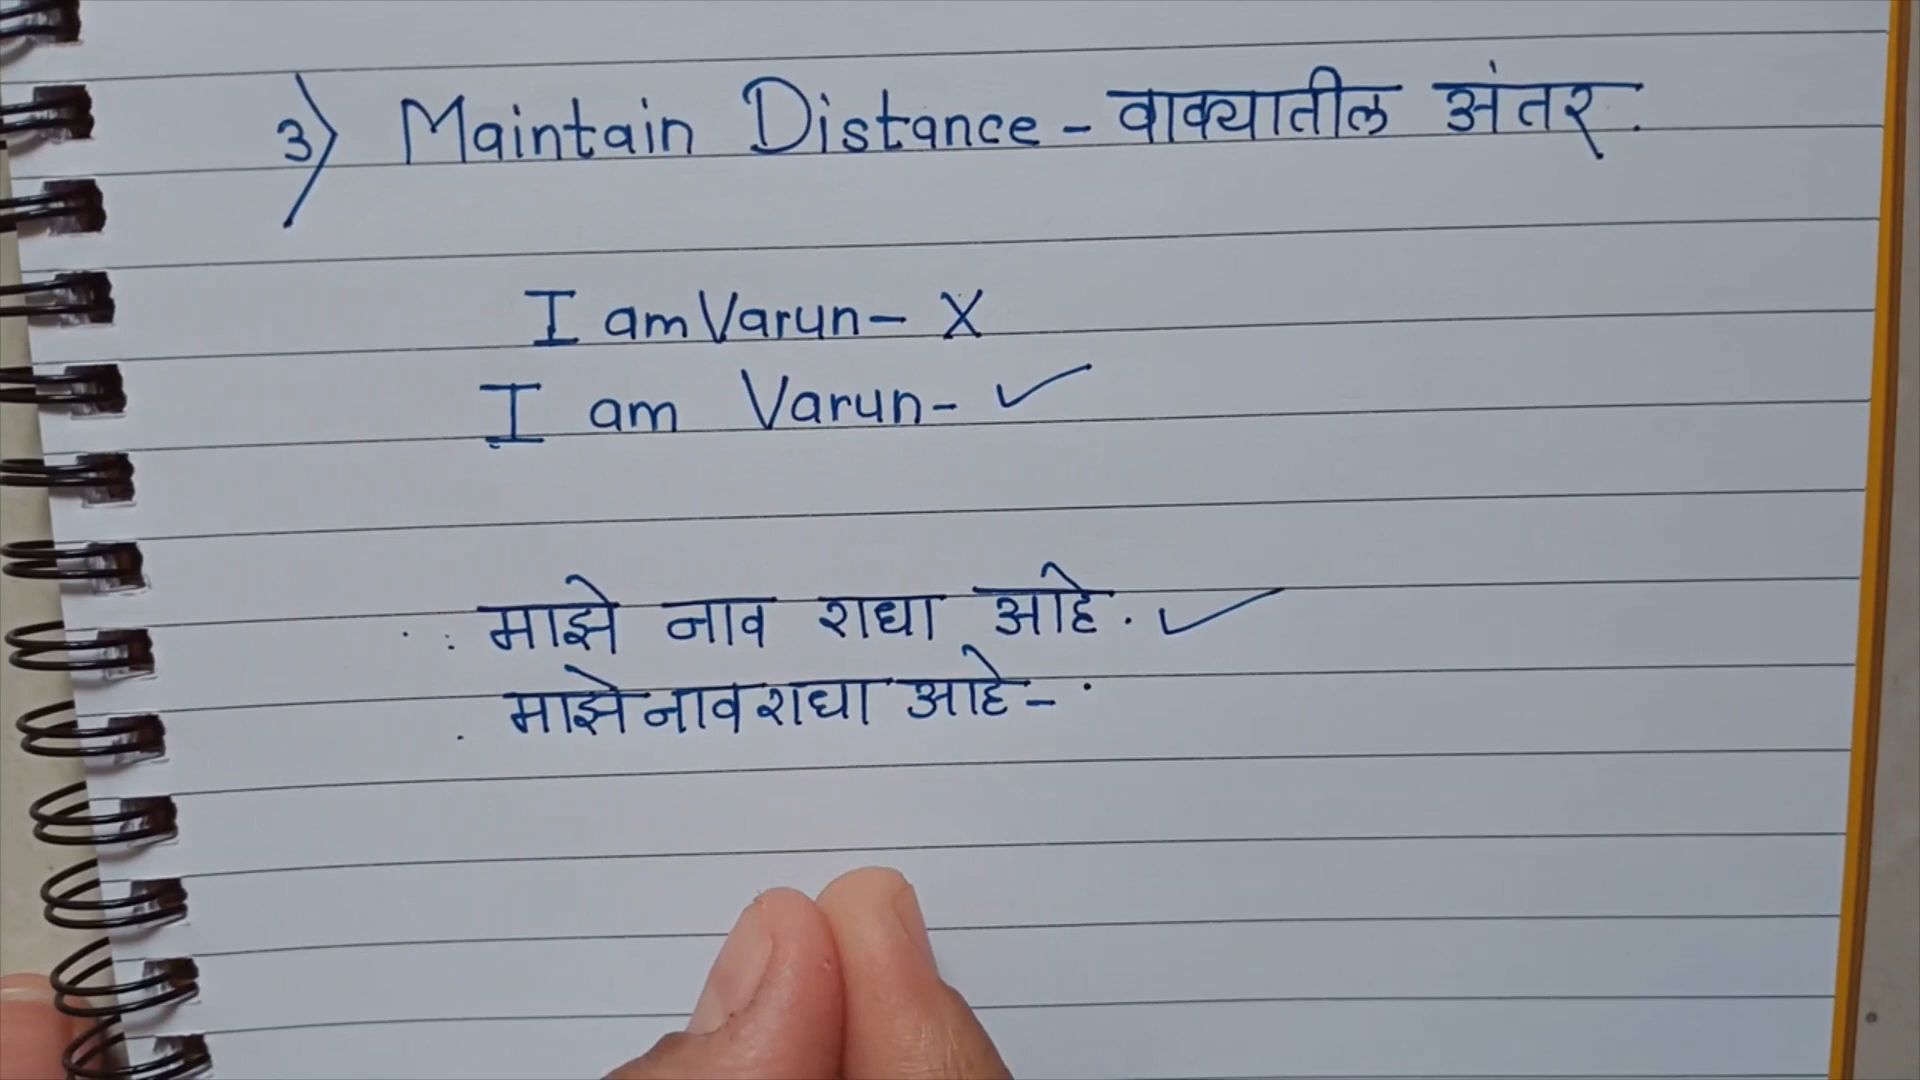 3) Maintain Distance - वाक्यातील अंतर.
I amVarun- X
I am Varun- ✓
माझे नाव राधा आहे. ✓
माझेनावराधा आहे-